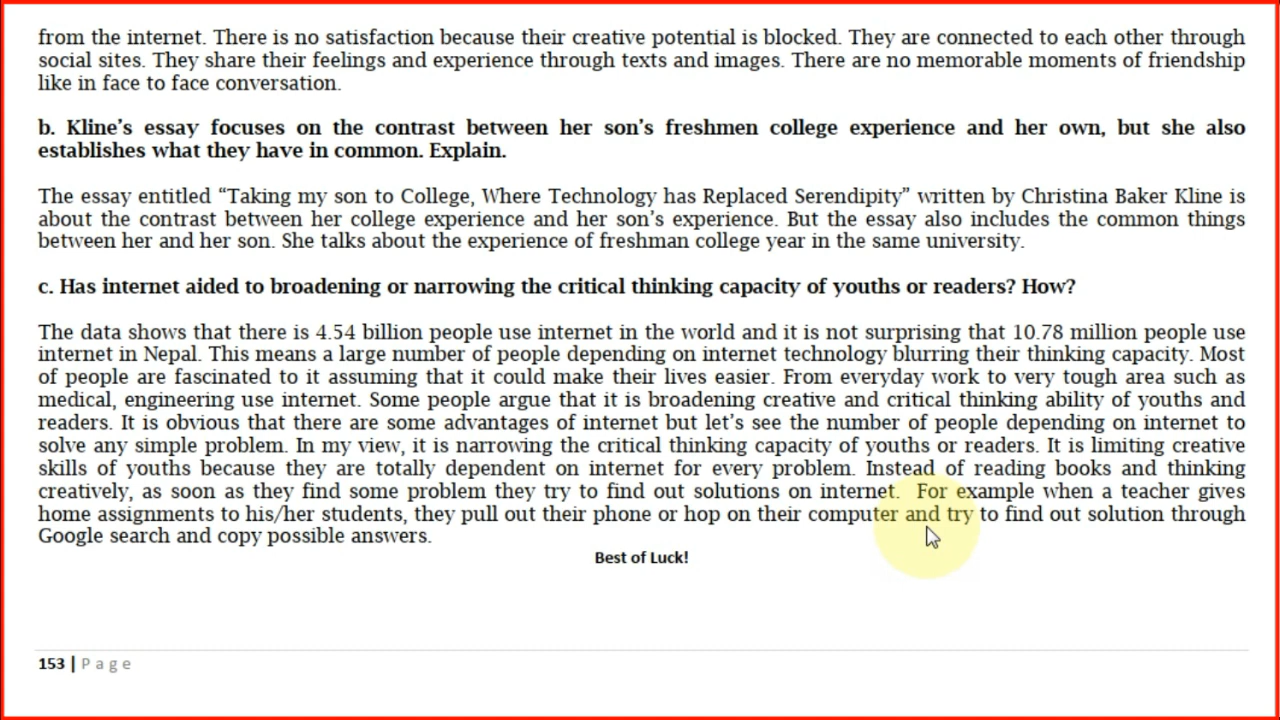 from the internet. There is no satisfaction because their creative potential is blocked. They are connected to each other through
social sites. They share their feelings and experience through texts and images. There are no memorable moments of friendship
like in face to face conversation.
b. Kline's essay focuses on the contrast between her son's freshmen college experience and her own, but she also
establishes what they have in common. Explain.
The essay entitled “Taking my son to College, Where Technology has Replaced Serendipity” written by Christina Baker Kline is
about the contrast between her college experience and her son's experience. But the essay also includes the common things
between her and her son. She talks about the experience of freshman college year in the same university.
c. Has internet aided to broadening or narrowing the critical thinking capacity of youths or readers? How?
The data shows that there is 4.54 billion people use internet in the world and it is not surprising that 10.78 million people use
internet in Nepal. This means a large number of people depending on internet technology blurring their thinking capacity. Most
of people are fascinated to it assuming that it could make their lives easier. From everyday work to very tough area such as
medical, engineering use internet. Some people argue that it is broadening creative and critical thinking ability of youths and
readers. It is obvious that there are some advantages of internet but let's see the number of people depending on internet to
solve any simple problem. In my view, it is narrowing the critical thinking capacity of youths or readers. It is limiting creative
skills of youths because they are totally dependent on internet for every problem. Instead of reading books and thinking
creatively, as soon as they find some problem they try to find out solutions on internet.  For example when a teacher gives
home assignments to his/her students, they pull out their phone or hop on their computer and try to find out solution through
Google search and copy possible answers.
Best of Luck!
153 | Page